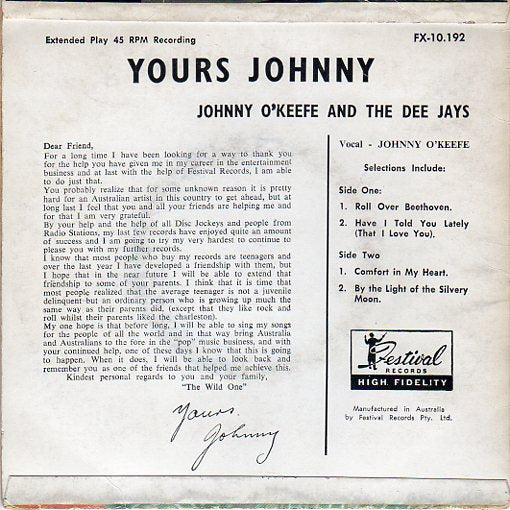 Extended Play 45 RPM Recording
FX-10.192
YOURS JOHNNY
JOHNNY O'KEEFE AND THE DEE JAYS
Dear Friend,
For a long time I have been looking for a way to thank you
for the help you have given me in my career in the entertainment
business and at last with the help of Festival Records, I am able
to do just that.
You probably realize that for some unknown reason it is pretty
hard for an Australian artist in this country to get ahead, but at
long last I feel that you and all your friends are helping me and
for that I am very grateful.
By your help and the help of all Disc Jockeys and people from
Radio Stations, my last few records have enjoyed quite an amount
of success and I am going to try my very hardest to continue to
please you with my further records.
I know that most people who buy my records are teenagers and
over the last year I have developed a friendship with them, but
I hope that in the near future I will be able to extend that
friendship to some of your parents. I think that it is time that
most people realized that the average teenager is not a juvenile
delinquent but an ordinary person who is growing up much the
same way as their parents did, (except that they like rock and
roll whilst their parents liked the charleston).
My one hope is that before long, I will be able to sing my songs
for the people of all the world and in that way bring Australia
and Australians to the fore in the "pop" music business, and with
your continued help, one of these days I know that this is going
to happen. When it does, I will be able to look back and
remember you as one of the friends that helped me achieve this.
Kindest personal regards to you and your family,
"The Wild One"
Yours.
Johnny
Vocal - JOHNNY O'KEEFE
Selections Include:
Side One:
1. Roll Over Beethoven.
2. Have I Told You Lately
(That I Love You).
Side Two
1. Comfort in My Heart.
2. By the Light of the Silvery
Moon.
Festival
RECORDS
HIGH FIDELITY
Manufactured in Australia
by Festival Records Pty. Ltd.